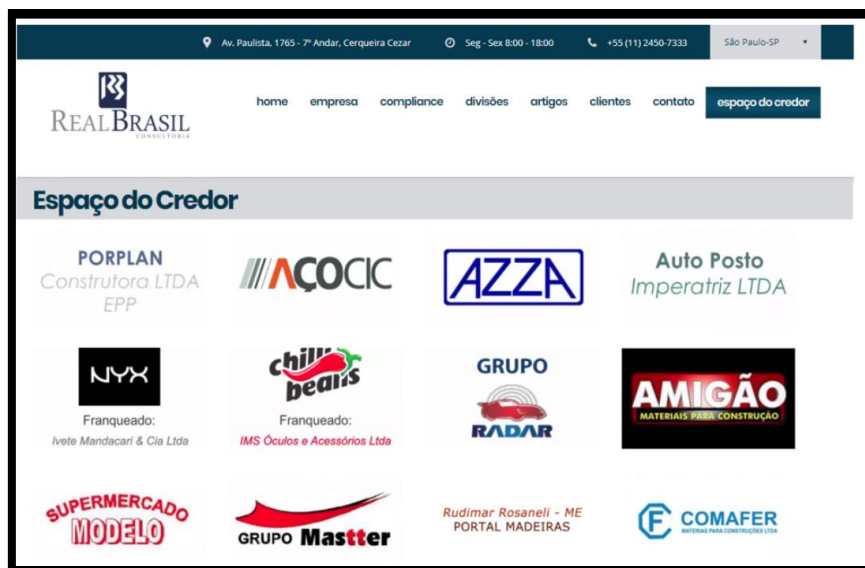 Av. Paulista, 1765 - 7º Andar, Cerqueira Cezar
Seg - Sex 8:00 - 18:00
+55 (11) 2450-7333
São Paulo-SP
REALBRASIL
CONSULTORIA
home empresa compliance divisões artigos clientes contato espaço do credor
Espaço do Credor
PORPLAN
Construtora LTDA
EPP
AÇOCIC
AZZA
Auto Posto
Imperatriz LTDA
NYX
Franqueado:
Ivete Mandacari & Cia Ltda
chilli
beans
Franqueado:
IMS Óculos e Acessórios Ltda
GRUPO
RADAR
AMIGÃO
MATERIAIS PARA CONSTRUÇÃO
SUPERMERCADO
MODELO
GRUPO Mastter
Rudimar Rosaneli - ME
PORTAL MADEIRAS
COMAFER
MATERIAS PARA CONSTRUÇÕES LTDA